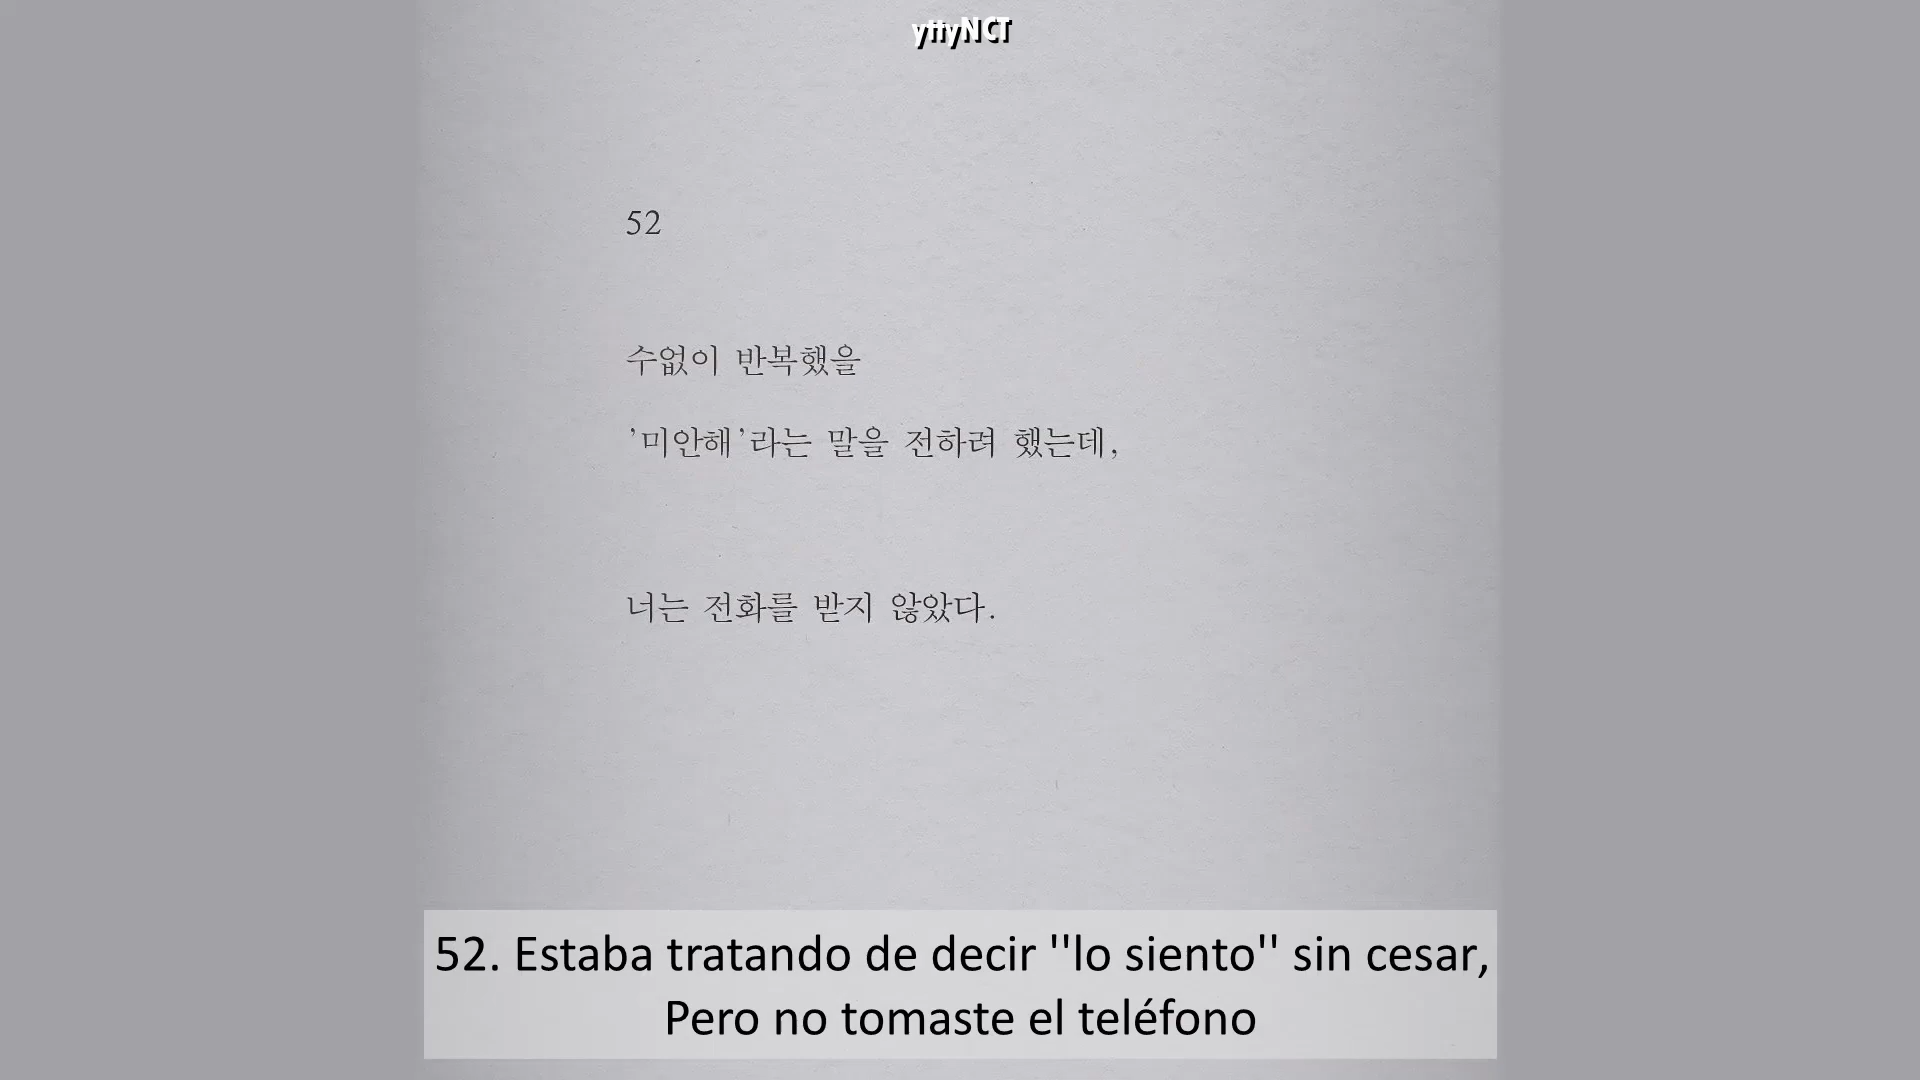 yttyNCT
52
수없이 반복했을
'미안해'라는 말을 전하려 했는데,
너는 전화를 받지 않았다.
52. Estaba tratando de decir ''lo siento'' sin cesar,
Pero no tomaste el teléfono